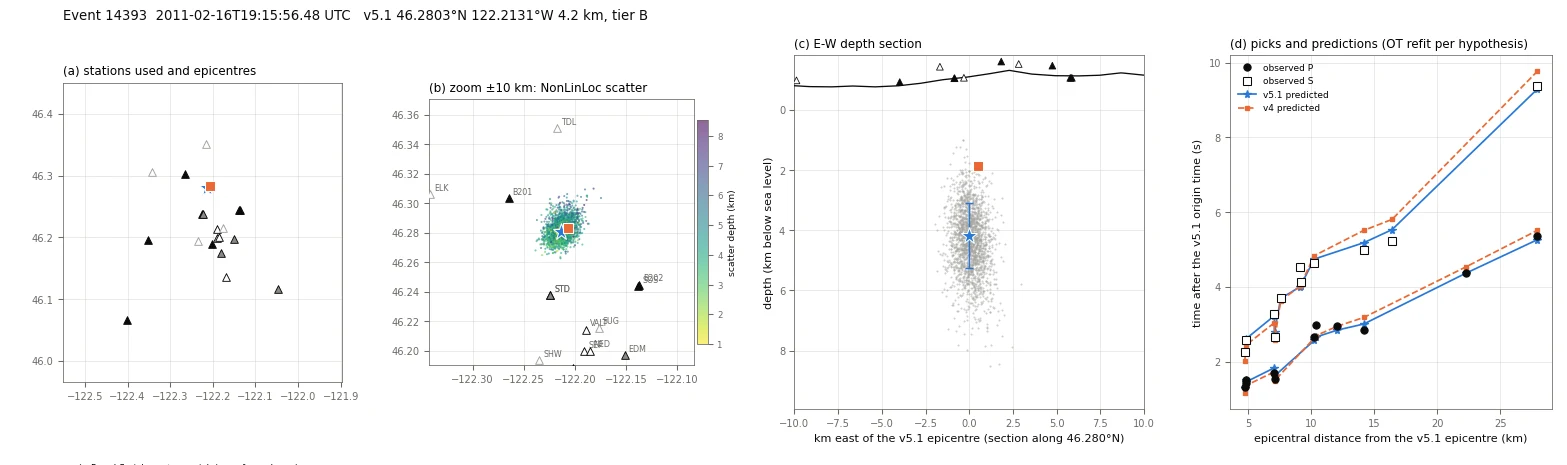 Event 14393  2011-02-16T19:15:56.48 UTC   v5.1 46.2803°N 122.2131°W 4.2 km, tier B
(a) stations used and epicentres
46.4
46.3
46.2
46.1
46.0
−122.5 −122.4 −122.3 −122.2 −122.1 −122.0 −121.9
(b) zoom ±10 km: NonLinLoc scatter
46.36
46.34
46.32
46.30
46.28
46.26
46.24
46.22
46.20
TDL
ELK
B201
B202
STD
SUG
SHW
EDM
−122.30 −122.25 −122.20 −122.15 −122.10
8
7
6
5
4
3
2
1
scatter depth (km)
(c) E-W depth section
0
2
4
6
8
depth (km below sea level)
−10.0 −7.5 −5.0 −2.5 0.0 2.5 5.0 7.5 10.0
km east of the v5.1 epicentre (section along 46.280°N)
(d) picks and predictions (OT refit per hypothesis)
observed P
observed S
v5.1 predicted
v4 predicted
10
8
6
4
2
time after the v5.1 origin time (s)
5 10 15 20 25
epicentral distance from the v5.1 epicentre (km)